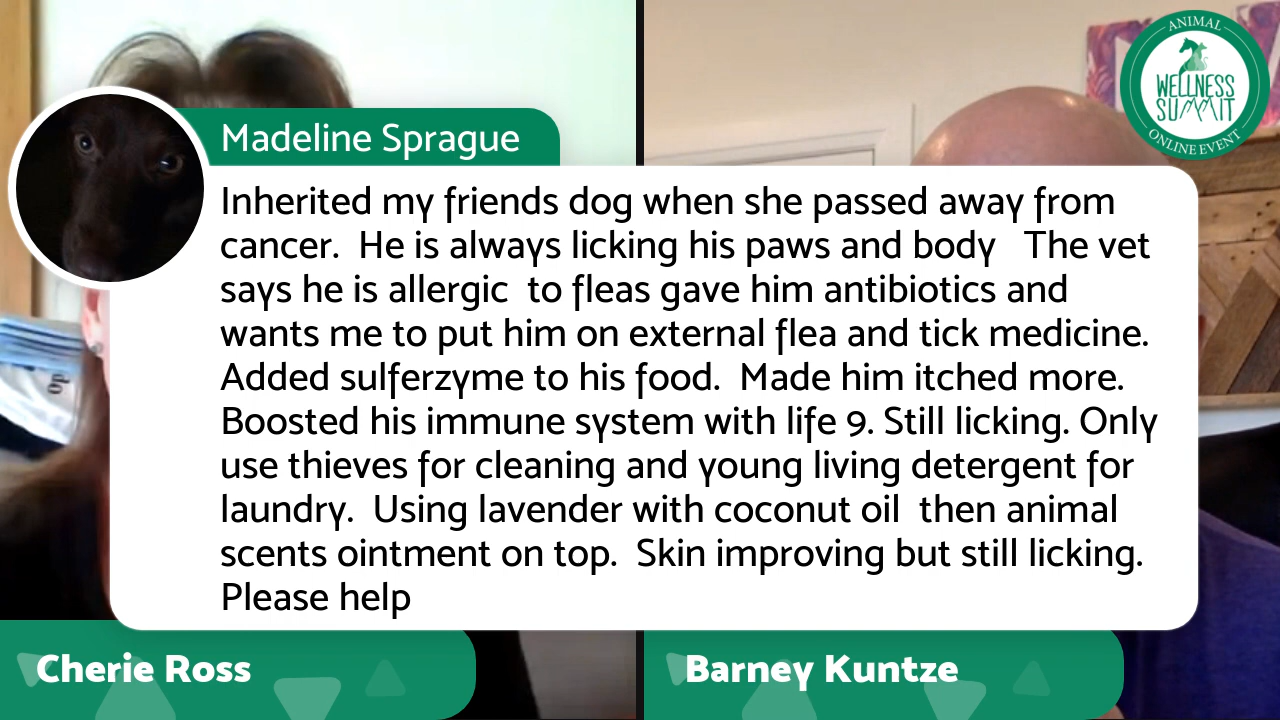 ANIMAL
WELLNESS
SUMMIT
ONLINE EVENT
Madeline Sprague
Inherited my friends dog when she passed away from
cancer.  He is always licking his paws and body   The vet
says he is allergic  to fleas gave him antibiotics and
wants me to put him on external flea and tick medicine.
Added sulferzyme to his food.  Made him itched more.
Boosted his immune system with life 9. Still licking. Only
use thieves for cleaning and young living detergent for
laundry.  Using lavender with coconut oil  then animal
scents ointment on top.  Skin improving but still licking.
Please help
Cherie Ross
Barney Kuntze